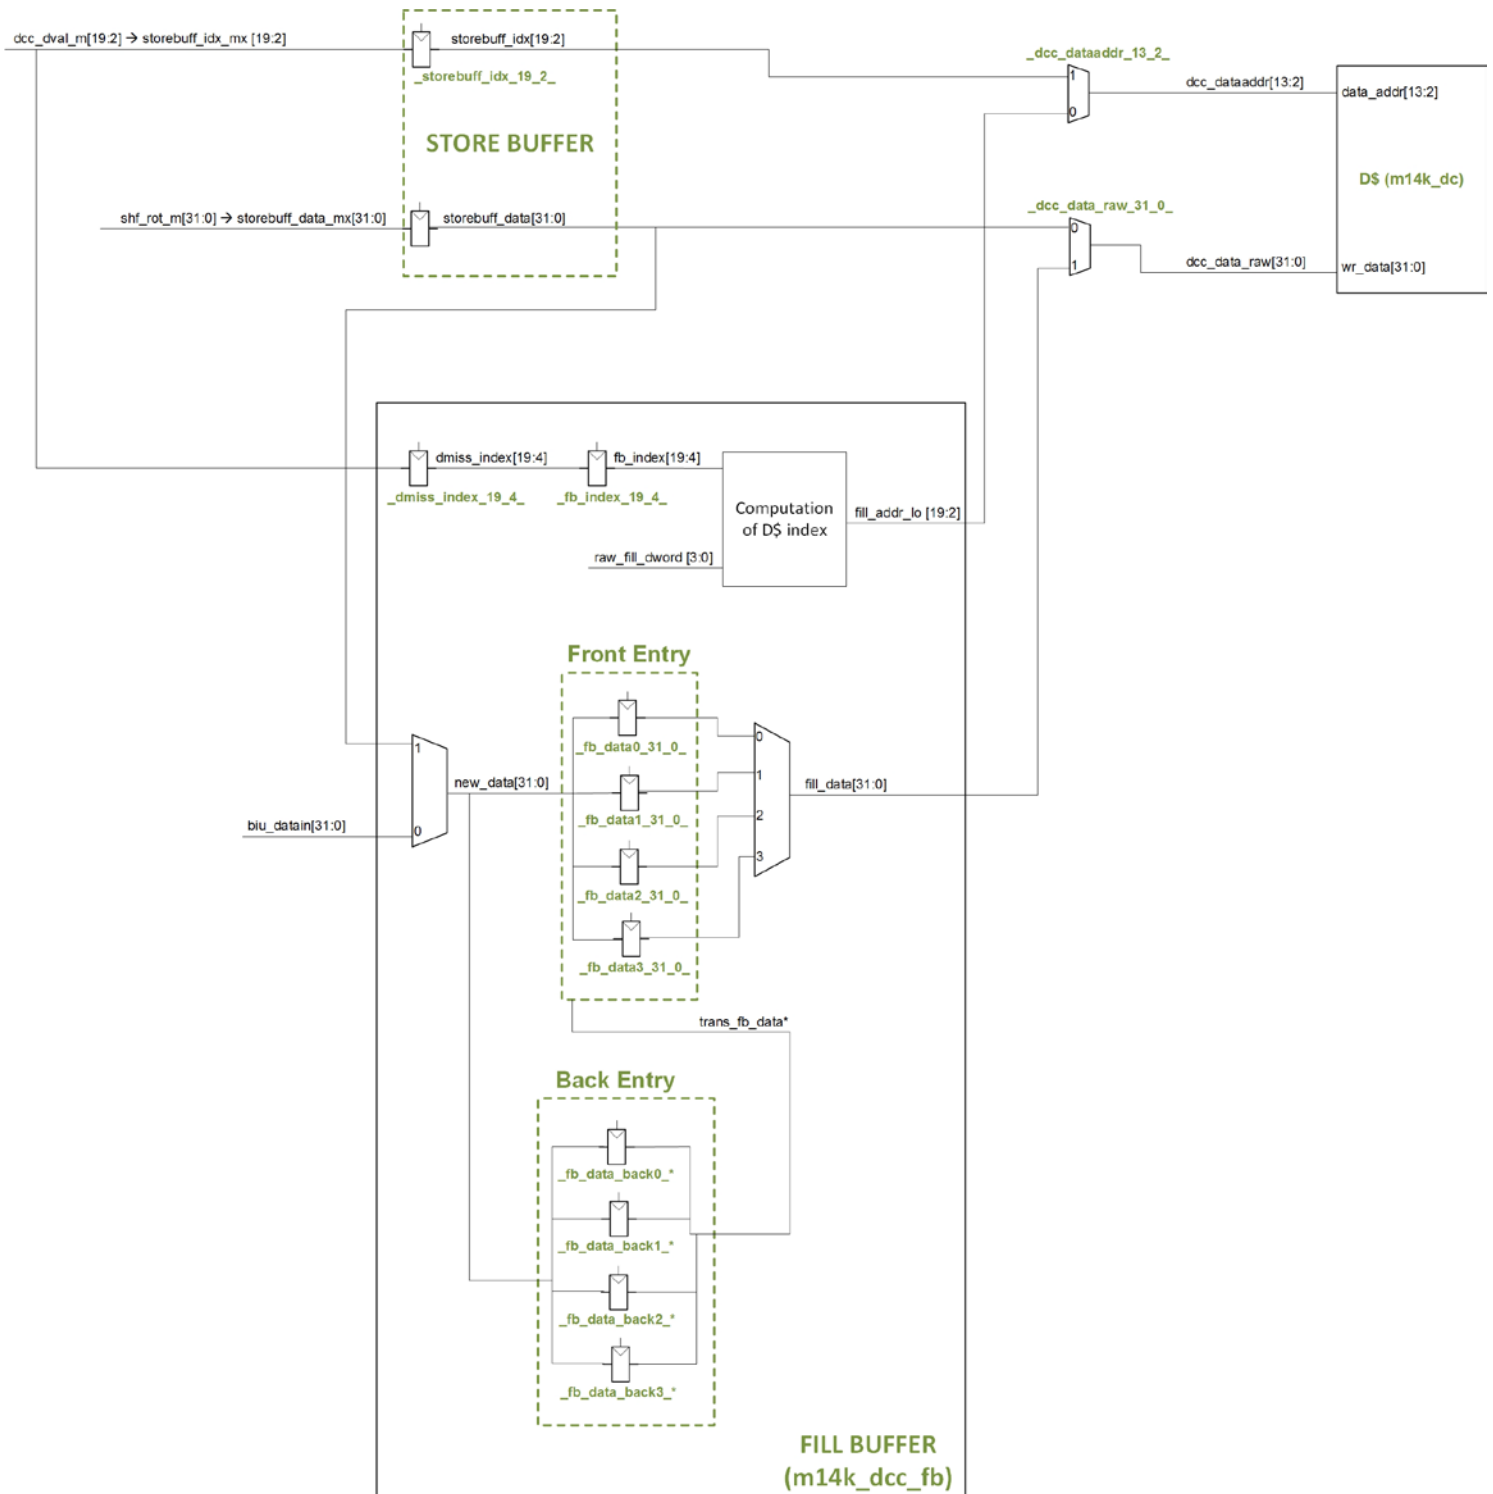 dcc_dval_m[19:2] → storebuff_idx_mx [19:2]
storebuff_idx[19:2]
_storebuff_idx_19_2_
STORE BUFFER
shf_rot_m[31:0] → storebuff_data_mx[31:0]
storebuff_data[31:0]
_dcc_dataaddr_13_2_
1
0
dcc_dataaddr[13:2]
data_addr[13:2]
D$ (m14k_dc)
_dcc_data_raw_31_0_
0
1
dcc_data_raw[31:0]
wr_data[31:0]
dmiss_index[19:4]
_dmiss_index_19_4_
fb_index[19:4]
_fb_index_19_4_
Computation
of D$ index
raw_fill_dword [3:0]
fill_addr_lo [19:2]
Front Entry
_fb_data0_31_0_
_fb_data1_31_0_
_fb_data2_31_0_
_fb_data3_31_0_
0
1
2
3
fill_data[31:0]
1
0
new_data[31:0]
biu_datain[31:0]
trans_fb_data*
Back Entry
_fb_data_back0_*
_fb_data_back1_*
_fb_data_back2_*
_fb_data_back3_*
FILL BUFFER
(m14k_dcc_fb)